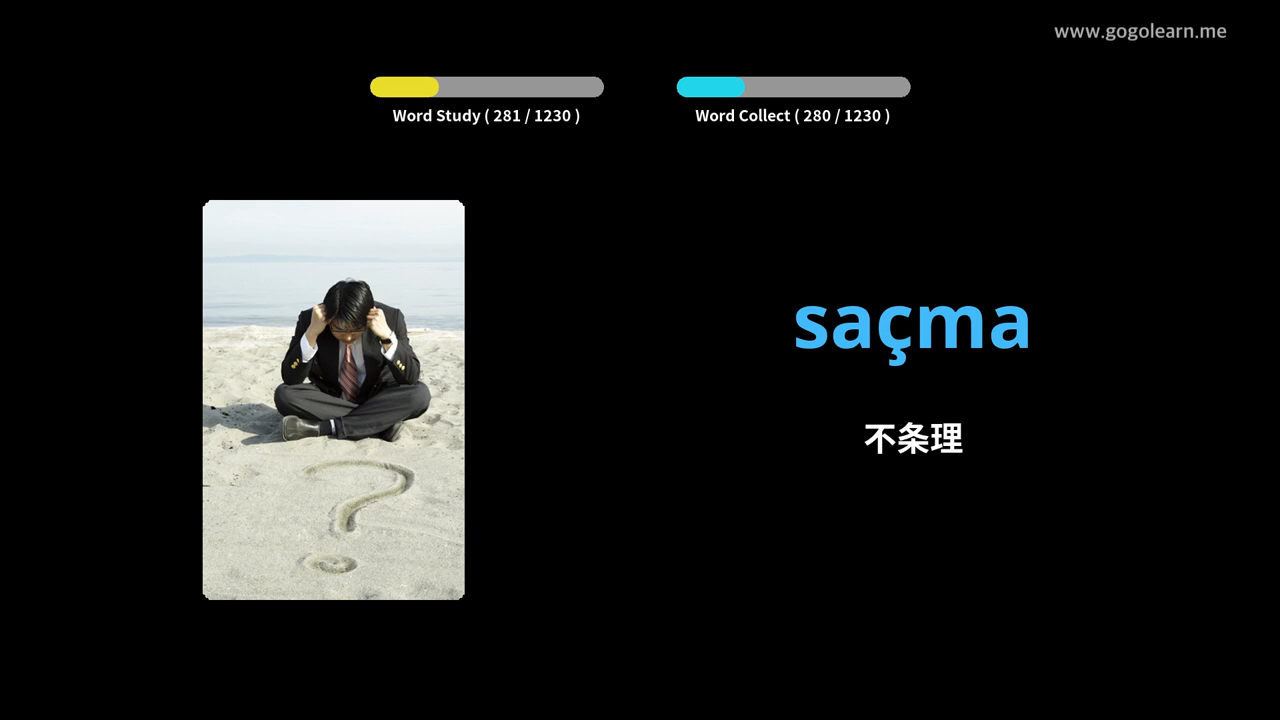 www.gogolearn.me
Word Study ( 281 / 1230 )
Word Collect ( 280 / 1230 )
saçma
不条理
?